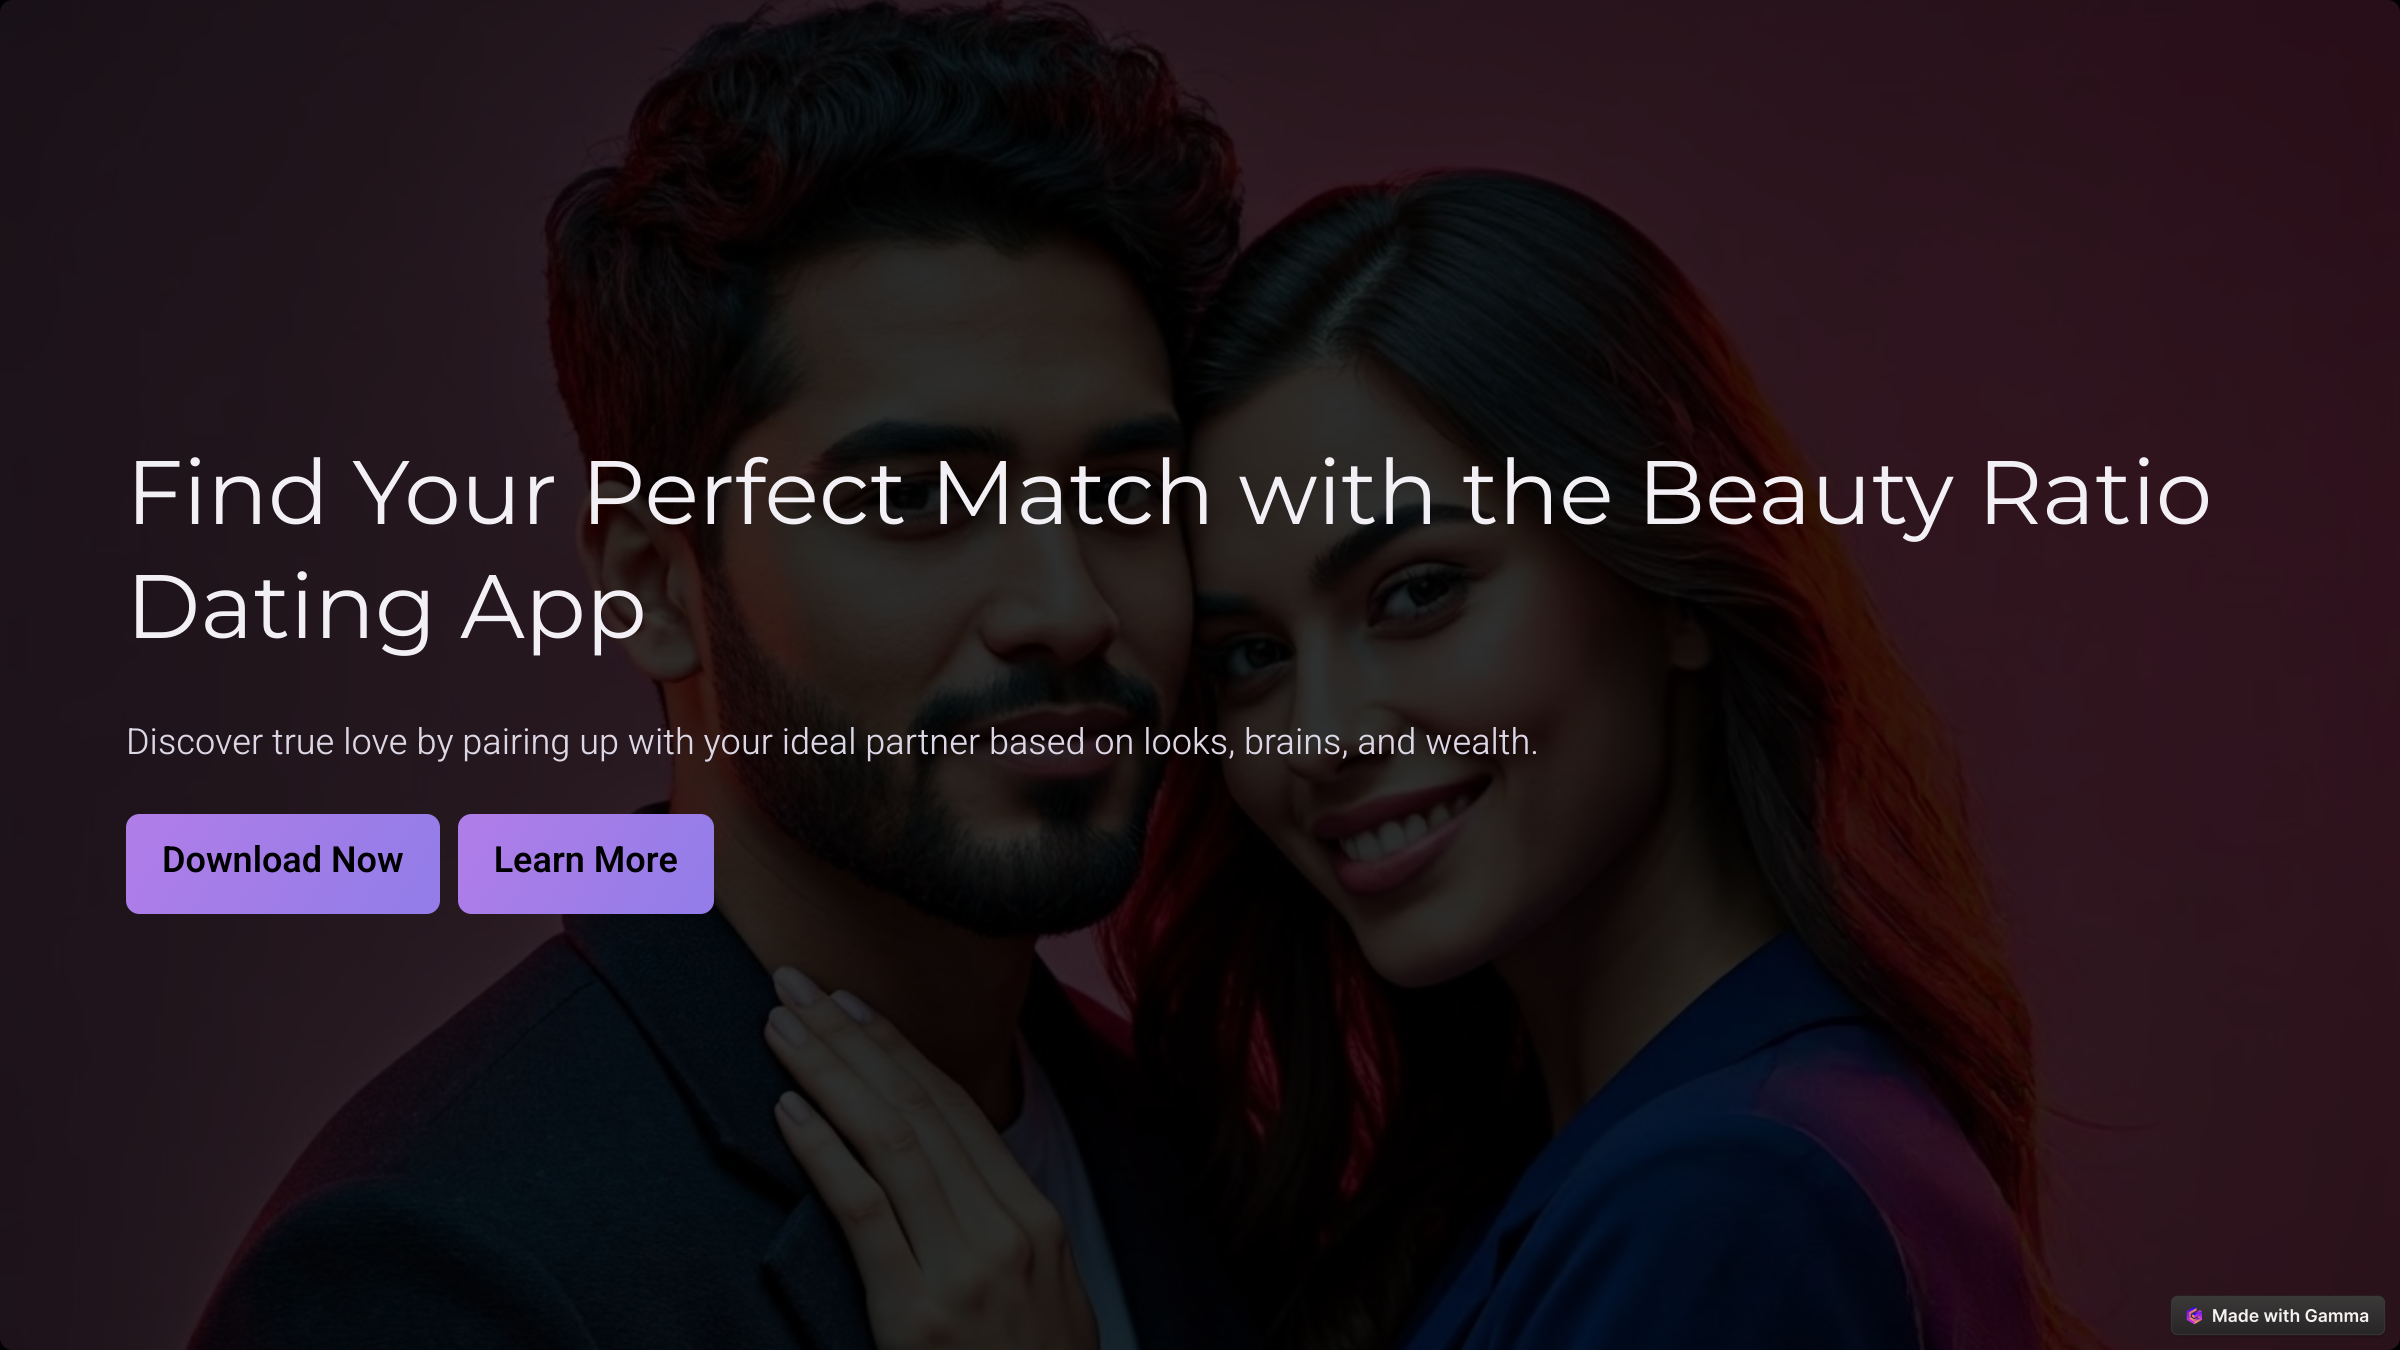 Find Your Perfect Match with the Beauty Ratio
Dating App
Discover true love by pairing up with your ideal partner based on looks, brains, and wealth.
Download Now
Learn More
Made with Gamma